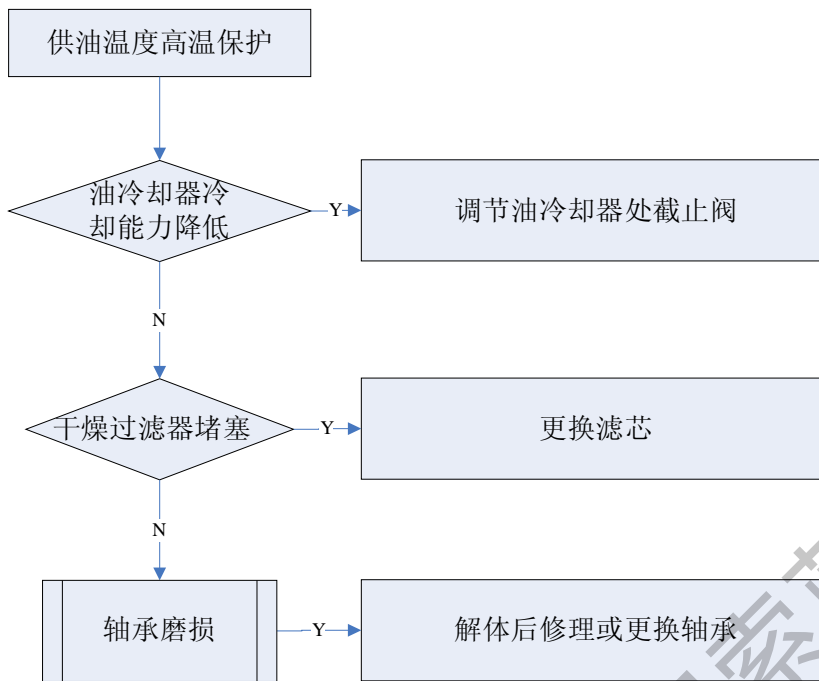 供油温度高温保护
油冷却器冷
却能力降低
Y
调节油冷却器处截止阀
N
干燥过滤器堵塞
Y
更换滤芯
N
轴承磨损
Y
解体后修理或更换轴承
索